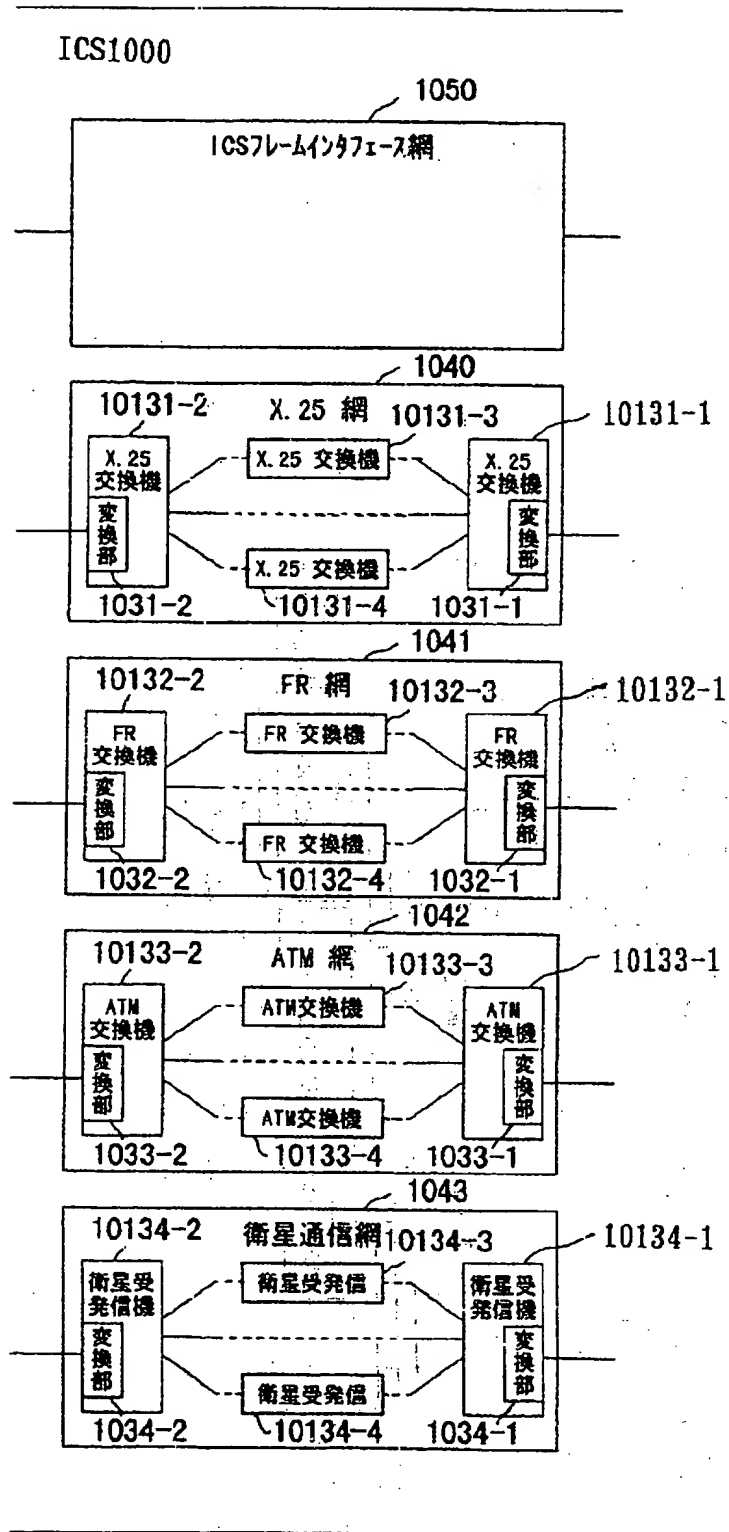 ICS1000
1050
ICSフレームインタフェース網
1040
10131-2
X.25 網
10131-3
10131-1
X.25
交換機
X.25 交換機
X.25
交換機
変換部
変換部
X.25 交換機
1031-2
10131-4
1031-1
1041
10132-2
FR 網
10132-3
10132-1
FR
交換機
FR 交換機
FR
交換機
変換部
変換部
FR 交換機
1032-2
10132-4
1032-1
1042
10133-2
ATM 網
10133-3
10133-1
ATM
交換機
ATM交換機
ATM
交換機
変換部
変換部
ATM交換機
1033-2
10133-4
1033-1
1043
10134-2
衛星通信網
10134-3
10134-1
衛星受
発信機
衛星受発信
衛星受
発信機
変換部
変換部
衛星受発信
1034-2
10134-4
1034-1